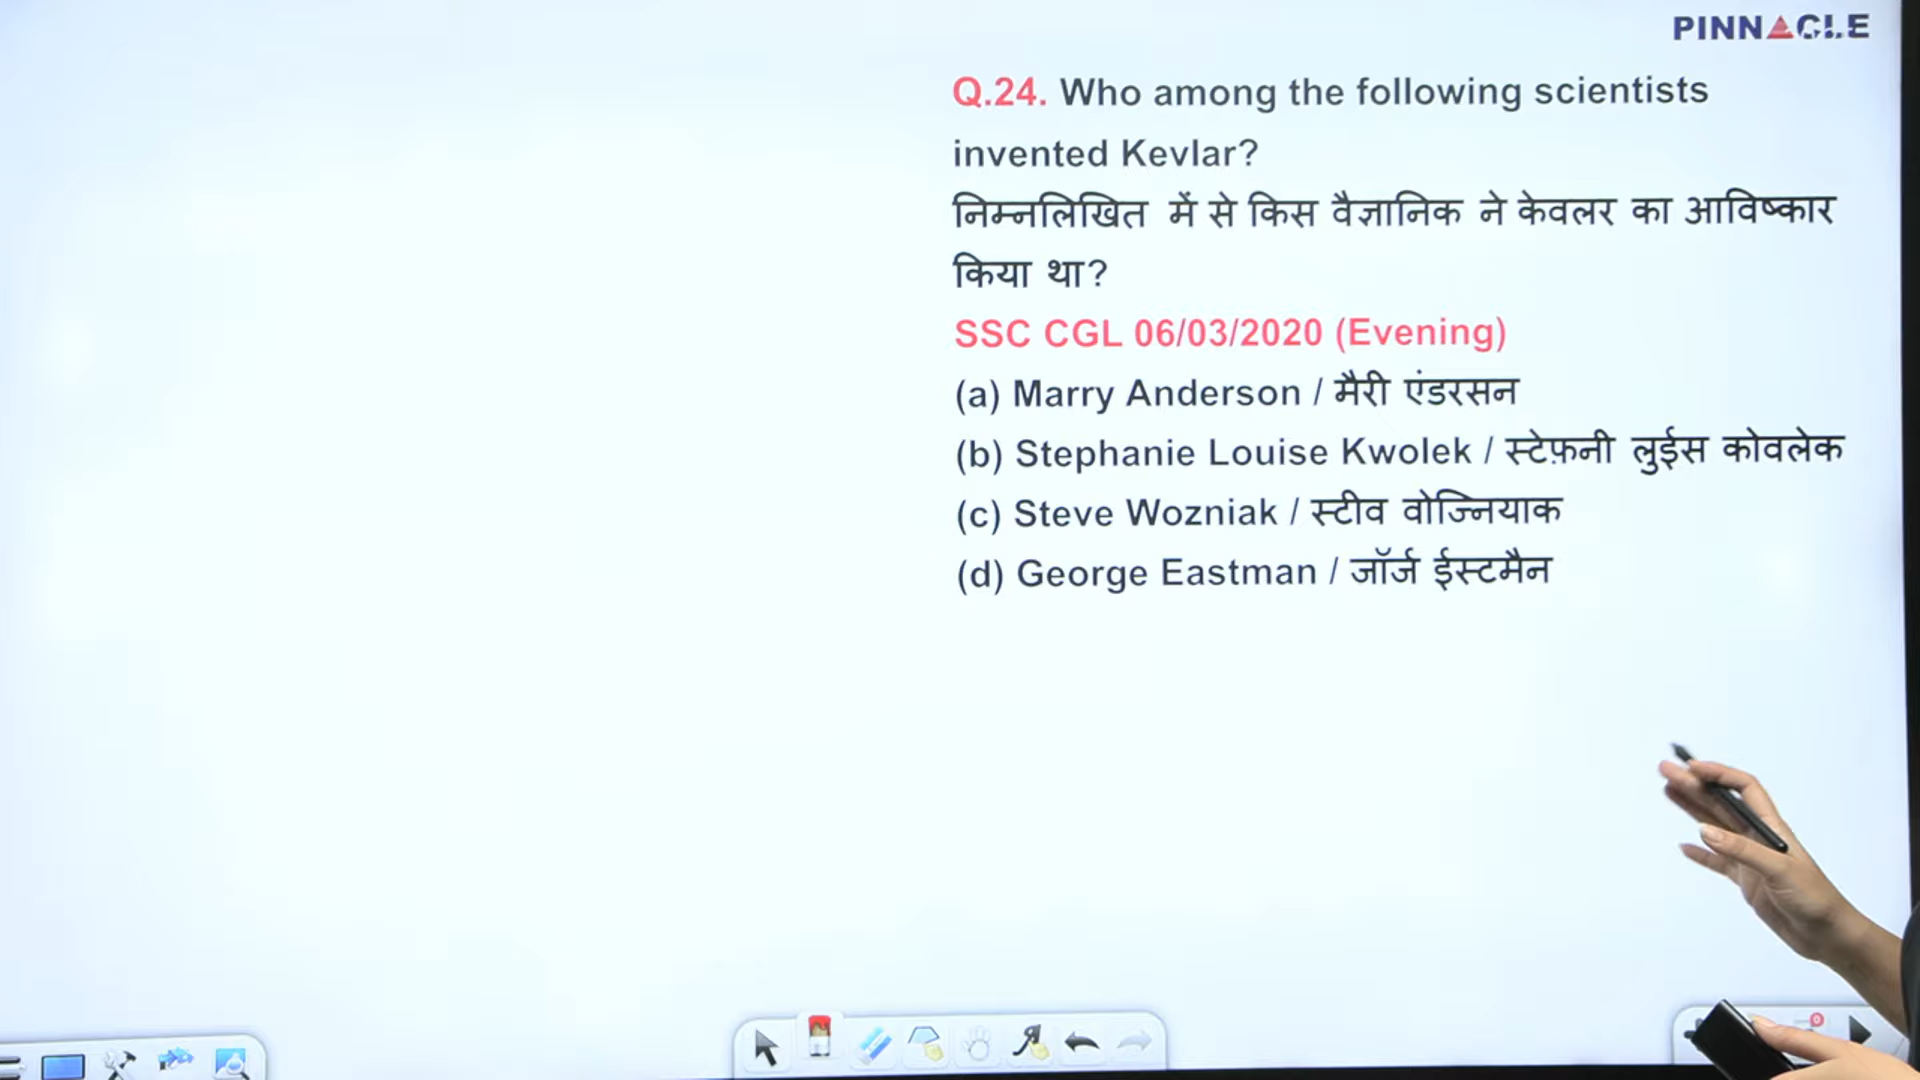 PINNACLE
Q.24. Who among the following scientists
invented Kevlar?
निम्नलिखित में से किस वैज्ञानिक ने केवलर का आविष्कार
किया था?
SSC CGL 06/03/2020 (Evening)
(a) Marry Anderson / मैरी एंडरसन
(b) Stephanie Louise Kwolek / स्टेफ़नी लुईस कोवलेक
(c) Steve Wozniak / स्टीव वोज्नियाक
(d) George Eastman / जॉर्ज ईस्टमैन